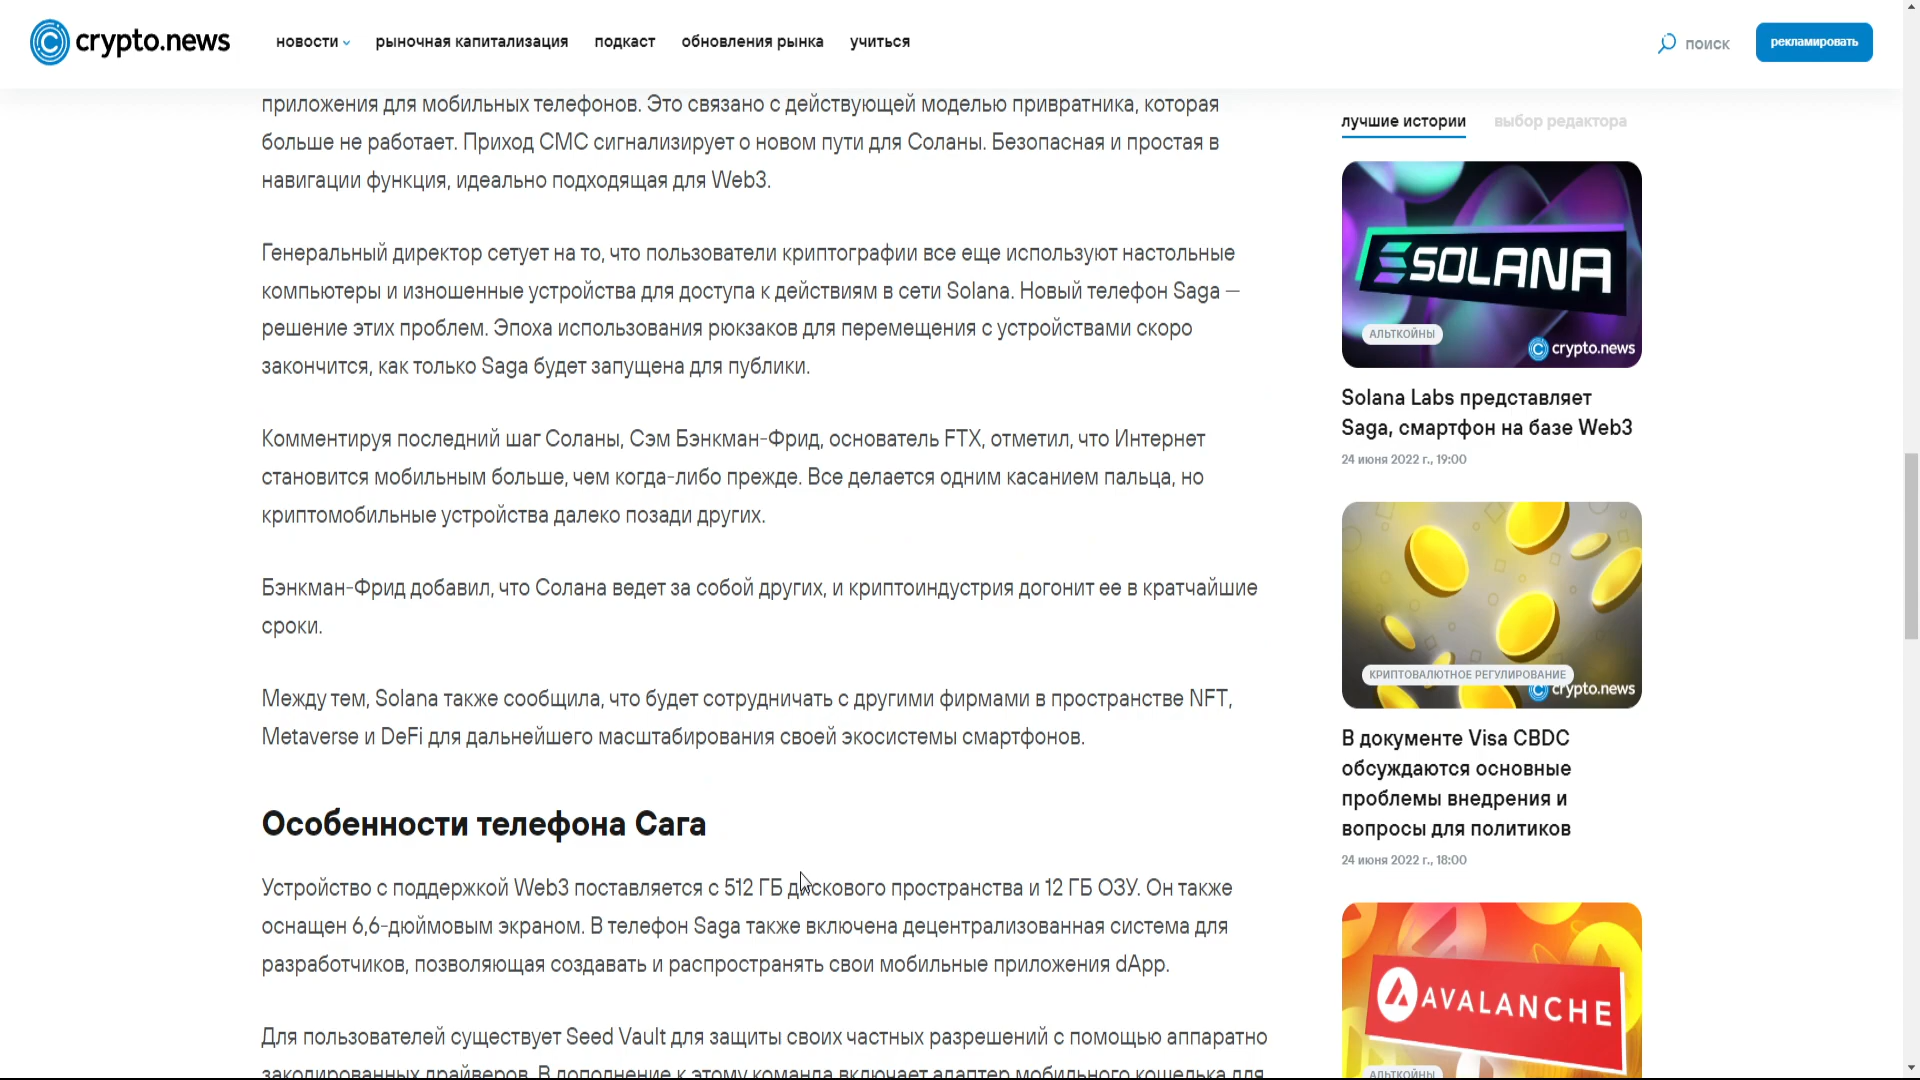 crypto.news
новости
рыночная капитализация
подкаст
обновления рынка
учиться
поиск
рекламировать
приложения для мобильных телефонов. Это связано с действующей моделью привратника, которая
больше не работает. Приход СМС сигнализирует о новом пути для Соланы. Безопасная и простая в
навигации функция, идеально подходящая для Web3.
Генеральный директор сетует на то, что пользователи криптографии все еще используют настольные
компьютеры и изношенные устройства для доступа к действиям в сети Solana. Новый телефон Saga —
решение этих проблем. Эпоха использования рюкзаков для перемещения с устройствами скоро
закончится, как только Saga будет запущена для публики.
Комментируя последний шаг Соланы, Сэм Бэнкман-Фрид, основатель FTX, отметил, что Интернет
становится мобильным больше, чем когда-либо прежде. Все делается одним касанием пальца, но
криптомобильные устройства далеко позади других.
Бэнкман-Фрид добавил, что Солана ведет за собой других, и криптоиндустрия догонит ее в кратчайшие
сроки.
Между тем, Solana также сообщила, что будет сотрудничать с другими фирмами в пространстве NFT,
Metaverse и DeFi для дальнейшего масштабирования своей экосистемы смартфонов.
Особенности телефона Сага
Устройство с поддержкой Web3 поставляется с 512 ГБ дискового пространства и 12 ГБ ОЗУ. Он также
оснащен 6,6-дюймовым экраном. В телефон Saga также включена децентрализованная система для
разработчиков, позволяющая создавать и распространять свои мобильные приложения dApp.
Для пользователей существует Seed Vault для защиты своих частных разрешений с помощью аппаратно
закодированных драйверов. В дополнение к этому команда включает адаптер мобильного кошелька для
лучшие истории
выбор редактора
SOLANA
АЛЬТКОЙНЫ
crypto.news
Solana Labs представляет
Saga, смартфон на базе Web3
24 июня 2022 г., 19:00
КРИПТОВАЛЮТНОЕ РЕГУЛИРОВАНИЕ
crypto.news
В документе Visa CBDC
обсуждаются основные
проблемы внедрения и
вопросы для политиков
24 июня 2022 г., 18:00
AVALANCHE
АЛЬТКОЙНЫ